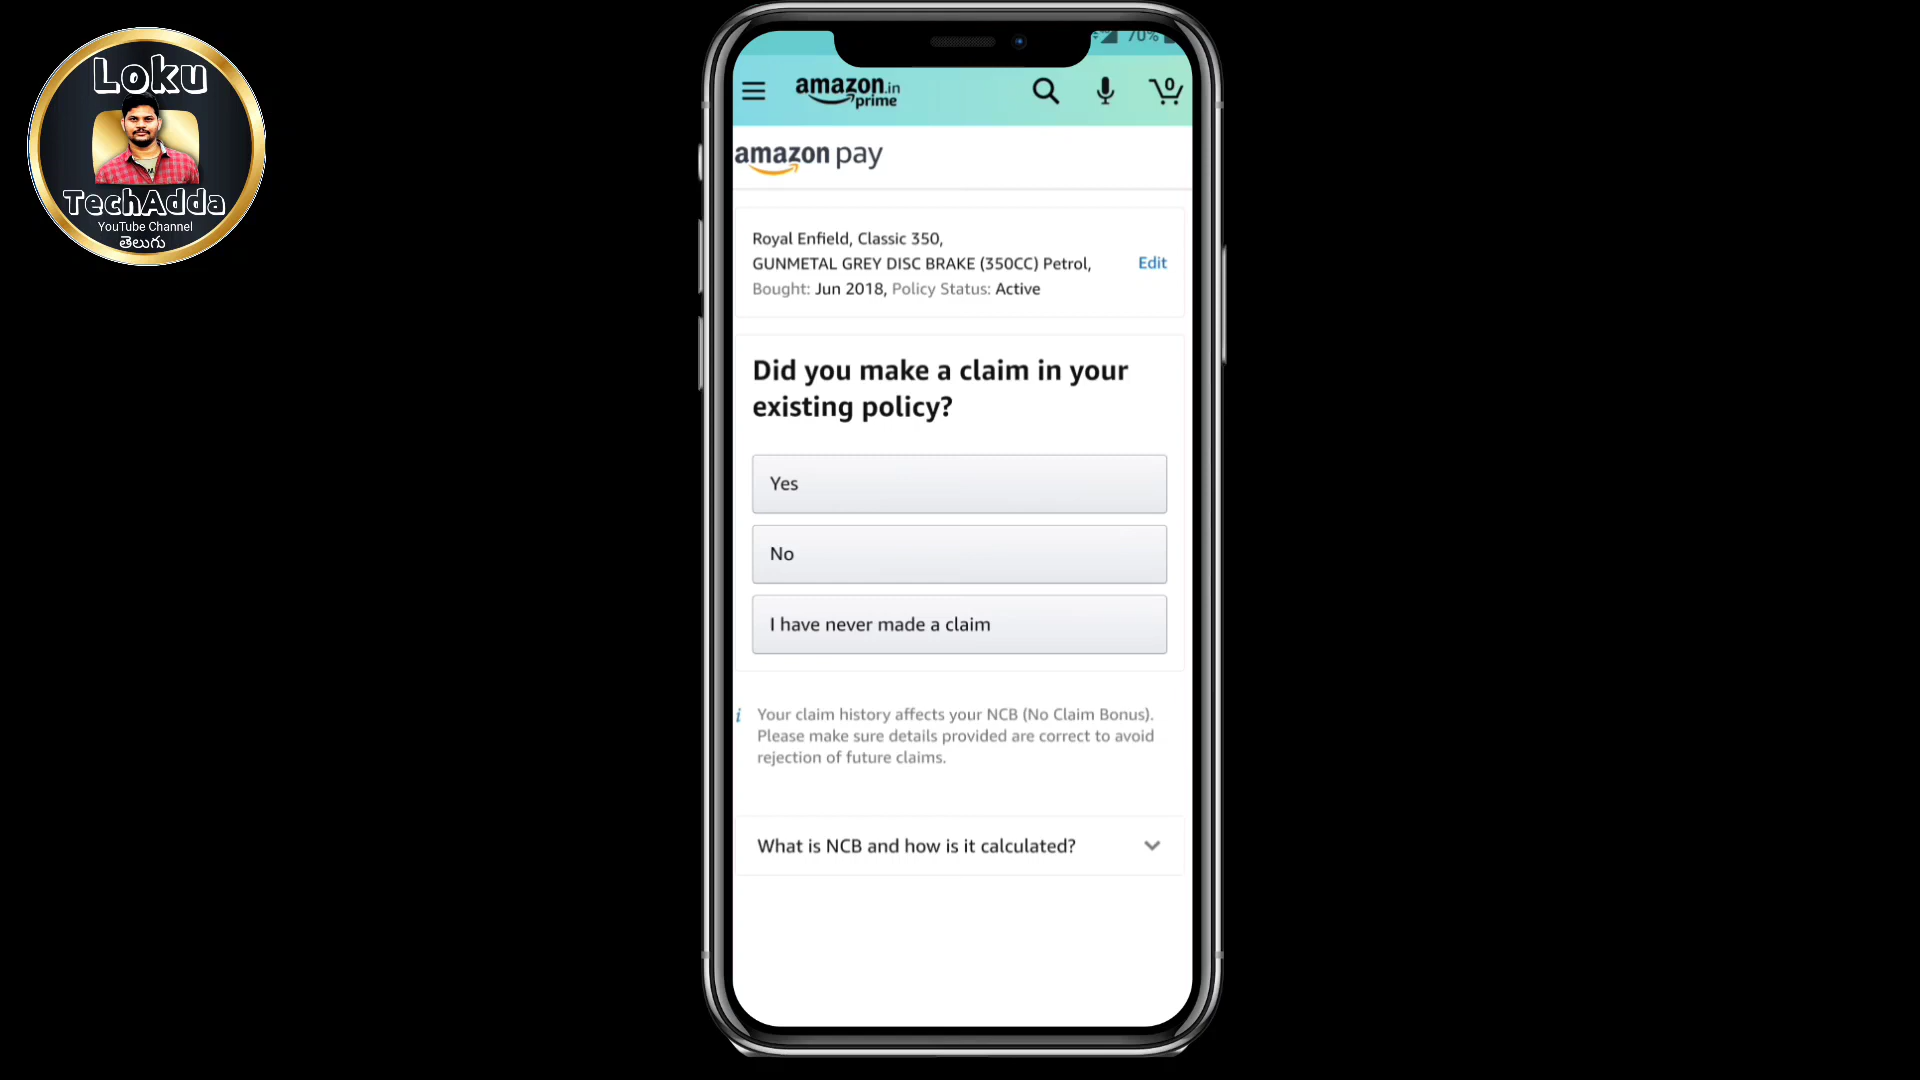 Loku
TechAdda
YouTube Channel
తెలుగు
70%
amazon.in
prime
0
amazon pay
Royal Enfield, Classic 350,
GUNMETAL GREY DISC BRAKE (350CC) Petrol,
Bought: Jun 2018, Policy Status: Active
Edit
Did you make a claim in your
existing policy?
Yes
No
I have never made a claim
i Your claim history affects your NCB (No Claim Bonus).
Please make sure details provided are correct to avoid
rejection of future claims.
What is NCB and how is it calculated?